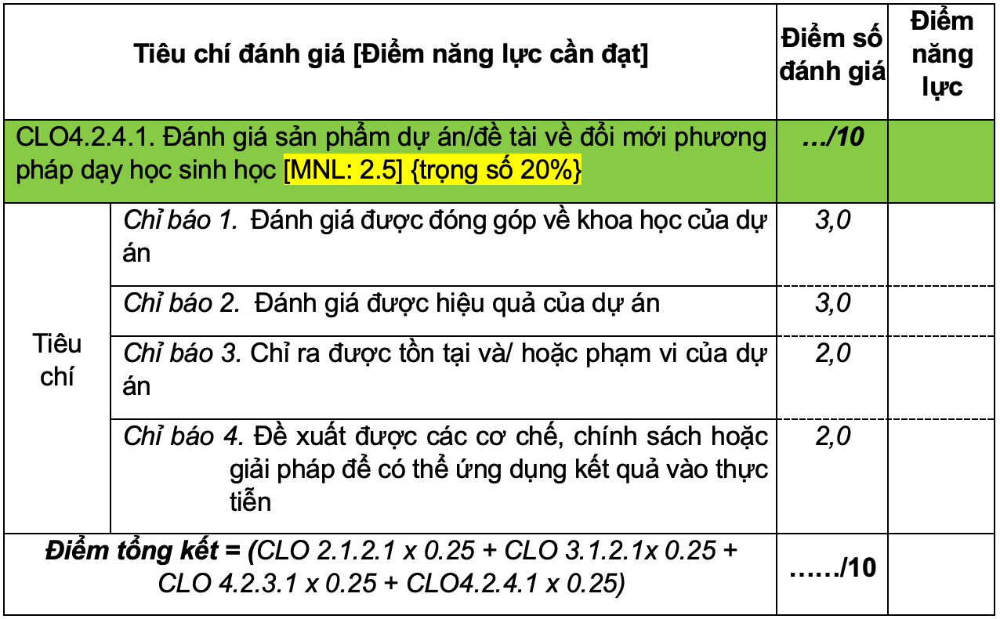 Tiêu chí đánh giá [Điểm năng lực cần đạt]
Điểm số
đánh giá
Điểm
năng
lực
CLO4.2.4.1. Đánh giá sản phẩm dự án/đề tài về đổi mới phương
pháp dạy học sinh học [MNL: 2.5] {trọng số 20%}
…/10
Tiêu
chí
Chỉ báo 1. Đánh giá được đóng góp về khoa học của dự
án
3,0
Chỉ báo 2. Đánh giá được hiệu quả của dự án
3,0
Chỉ báo 3. Chỉ ra được tồn tại và/ hoặc phạm vi của dự
án
2,0
Chỉ báo 4. Đề xuất được các cơ chế, chính sách hoặc
giải pháp để có thể ứng dụng kết quả vào thực
tiễn
2,0
Điểm tổng kết = (CLO 2.1.2.1 x 0.25 + CLO 3.1.2.1x 0.25 +
CLO 4.2.3.1 x 0.25 + CLO4.2.4.1 x 0.25)
……/10